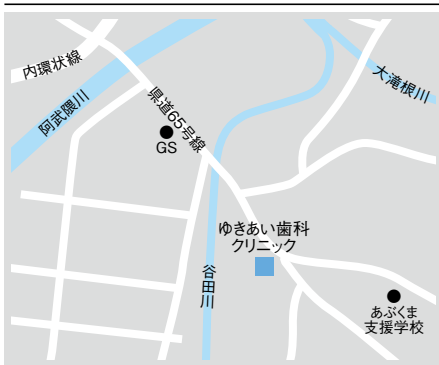 内環状線
阿武隈川
県道65号線
大滝根川
GS
ゆきあい歯科
クリニック
谷田川
あぶくま
支援学校